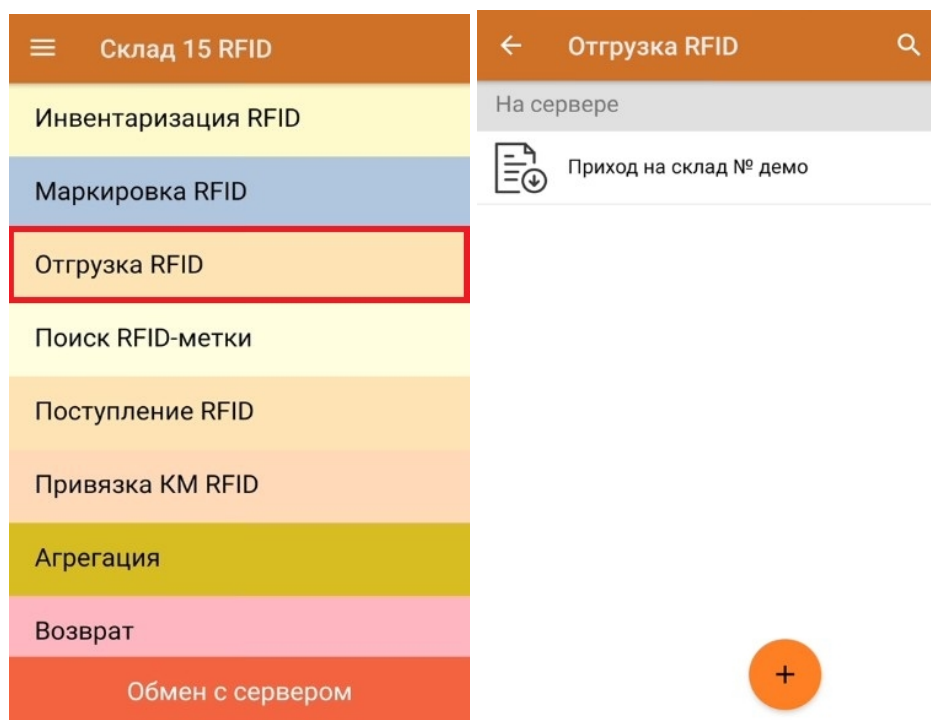 Склад 15 RFID
Инвентаризация RFID
Маркировка RFID
Отгрузка RFID
Поиск RFID-метки
Поступление RFID
Привязка КМ RFID
Агрегация
Возврат
Обмен с сервером
Отгрузка RFID
На сервере
Приход на склад № демо
+